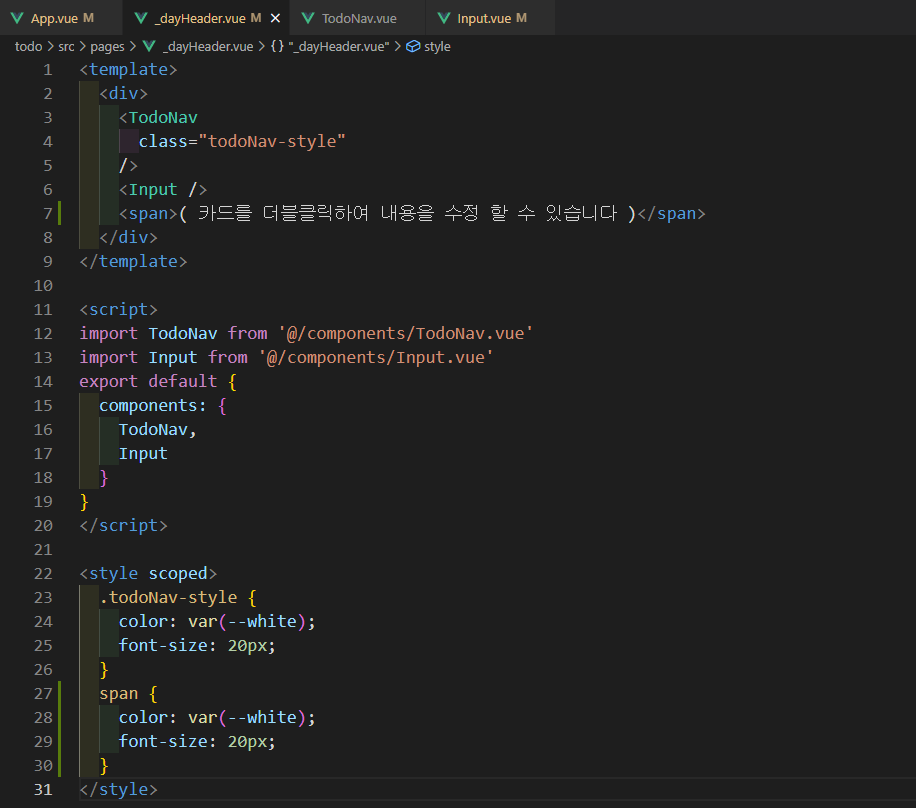 App.vue M _dayHeader.vue M × TodoNav.vue Input.vue M
todo > src > pages > _dayHeader.vue > {} "_dayHeader.vue" > style
1 <template>
2 <div>
3 <TodoNav
4 class="todoNav-style"
5 />
6 <Input />
7 <span>( 카드를 더블클릭하여 내용을 수정 할 수 있습니다 )</span>
8 </div>
9 </template>
10
11 <script>
12 import TodoNav from '@/components/TodoNav.vue'
13 import Input from '@/components/Input.vue'
14 export default {
15 components: {
16 TodoNav,
17 Input
18 }
19 }
20 </script>
21
22 <style scoped>
23 .todoNav-style {
24 color: var(--white);
25 font-size: 20px;
26 }
27 span {
28 color: var(--white);
29 font-size: 20px;
30 }
31 </style>